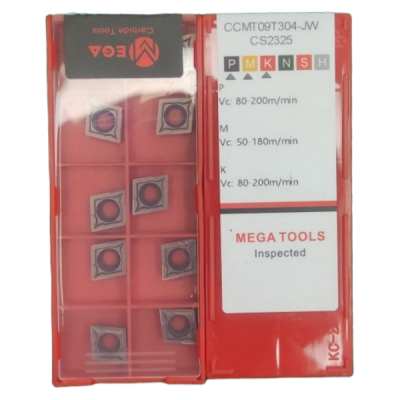 MEGA
Carbide Tools
CCMT09T304-JW
CS2325
P M K N S H
P
Vc: 80-200m/min
M
Vc: 50-180m/min
K
Vc: 80-200m/min
MEGA TOOLS
Inspected